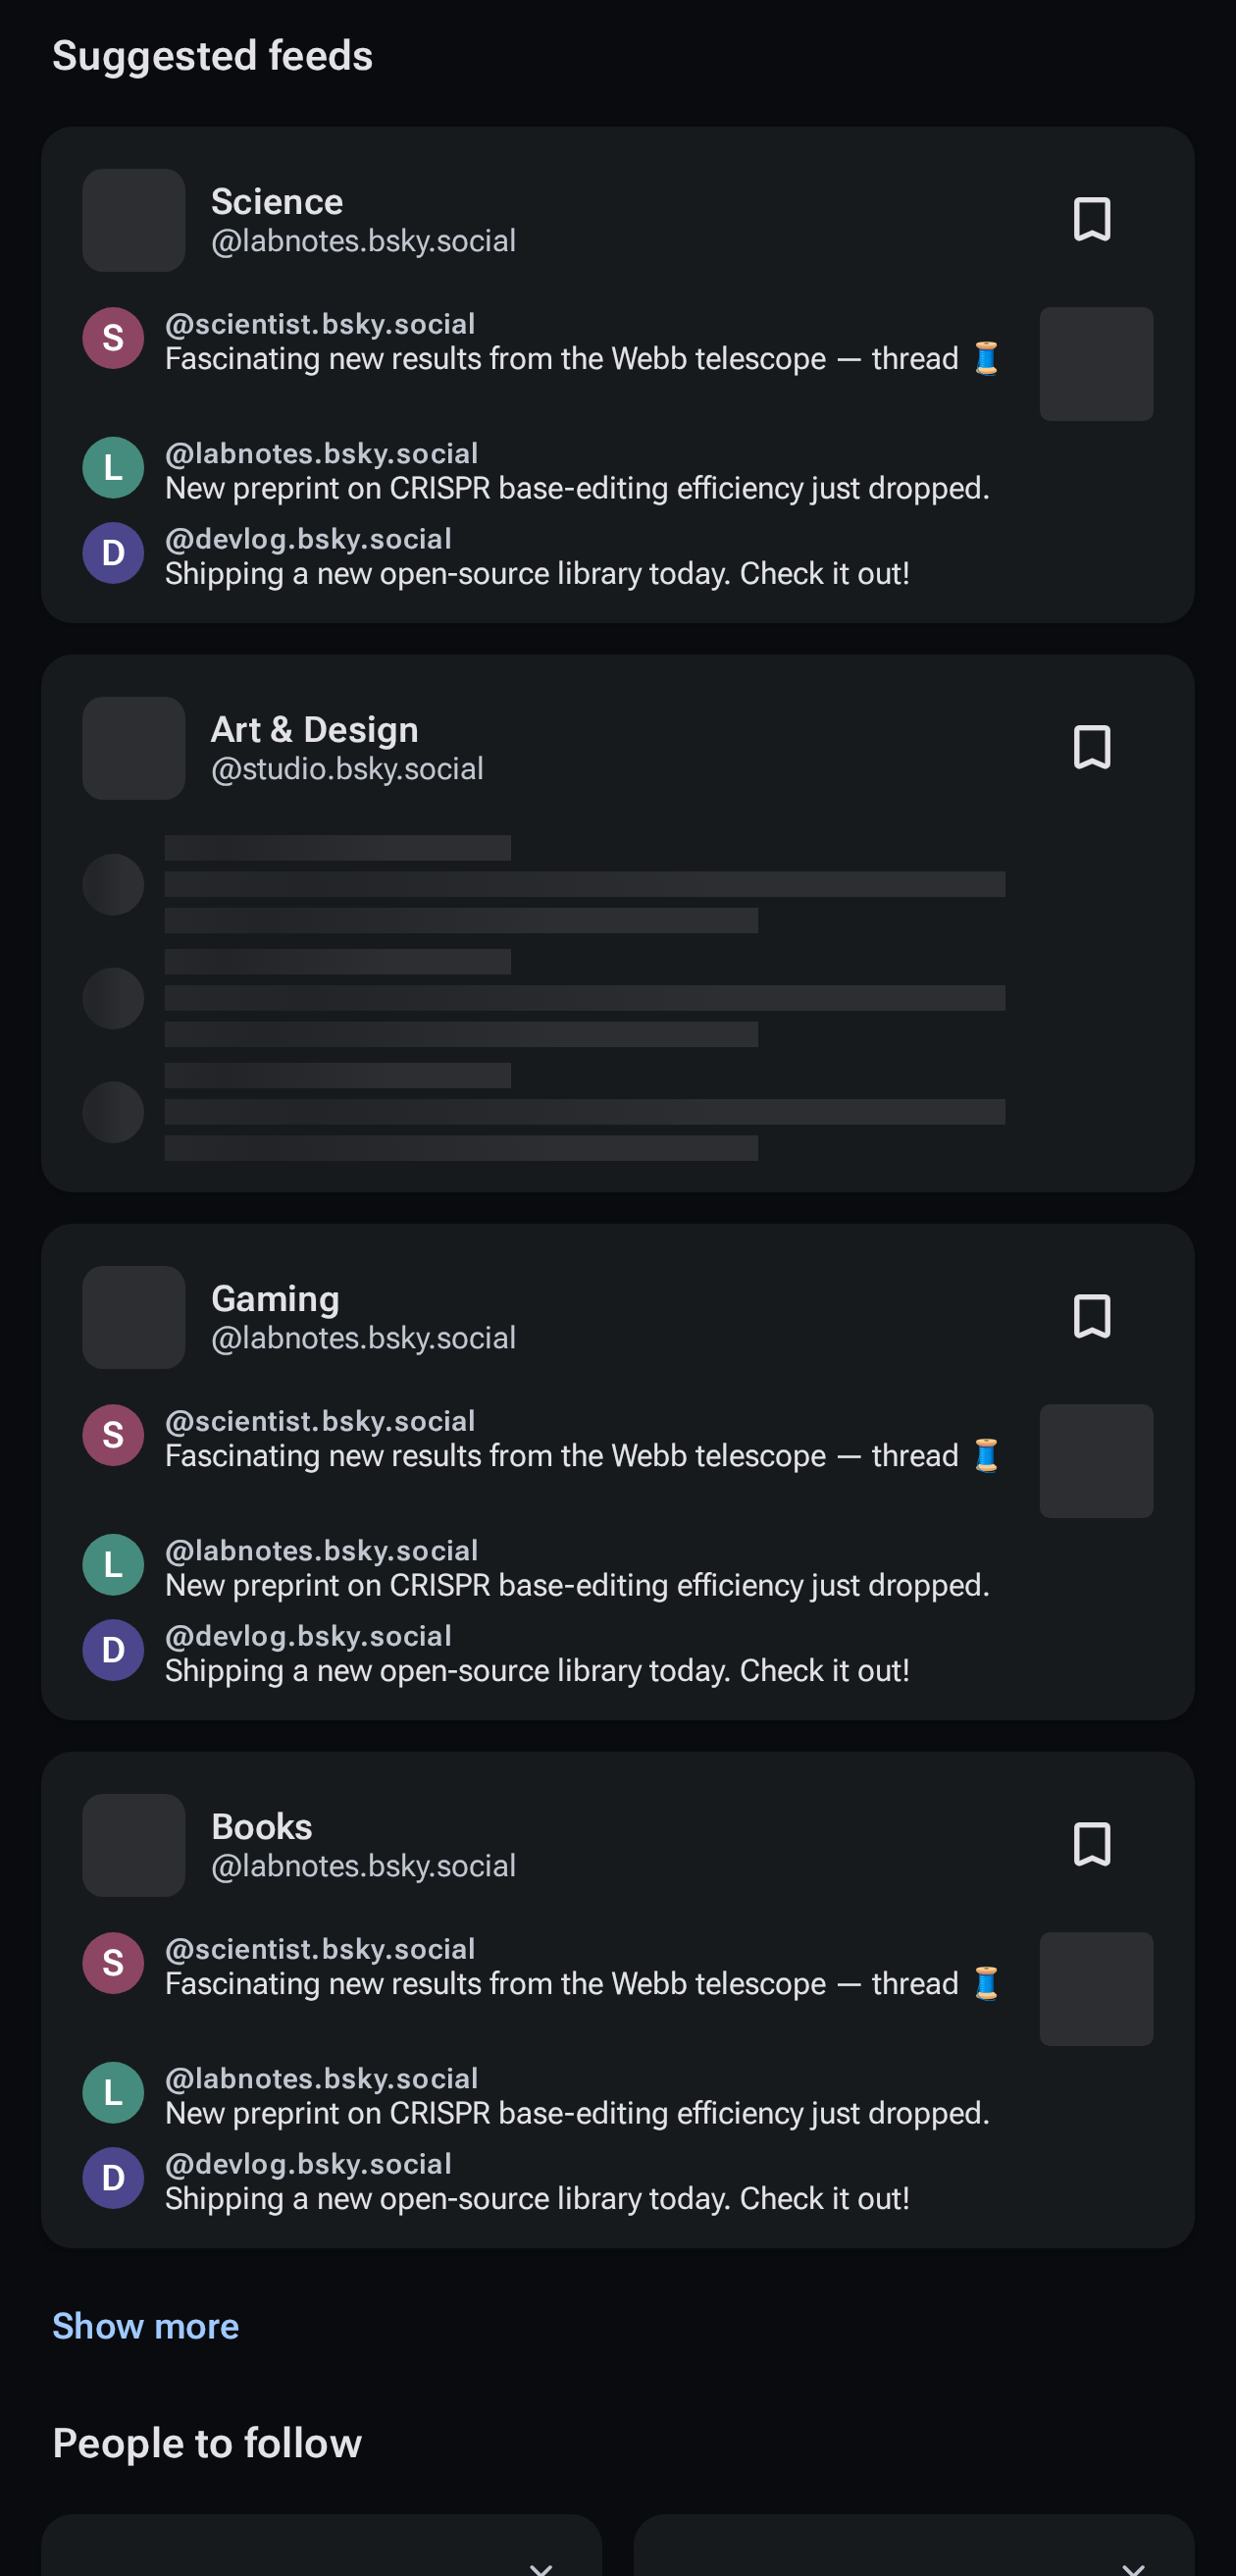 Suggested feeds
Science
@labnotes.bsky.social
S
@scientist.bsky.social
Fascinating new results from the Webb telescope — thread 🧵
L
@labnotes.bsky.social
New preprint on CRISPR base-editing efficiency just dropped.
D
@devlog.bsky.social
Shipping a new open-source library today. Check it out!
Art & Design
@studio.bsky.social
Gaming
@labnotes.bsky.social
S
@scientist.bsky.social
Fascinating new results from the Webb telescope — thread 🧵
L
@labnotes.bsky.social
New preprint on CRISPR base-editing efficiency just dropped.
D
@devlog.bsky.social
Shipping a new open-source library today. Check it out!
Books
@labnotes.bsky.social
S
@scientist.bsky.social
Fascinating new results from the Webb telescope — thread 🧵
L
@labnotes.bsky.social
New preprint on CRISPR base-editing efficiency just dropped.
D
@devlog.bsky.social
Shipping a new open-source library today. Check it out!
Show more
People to follow